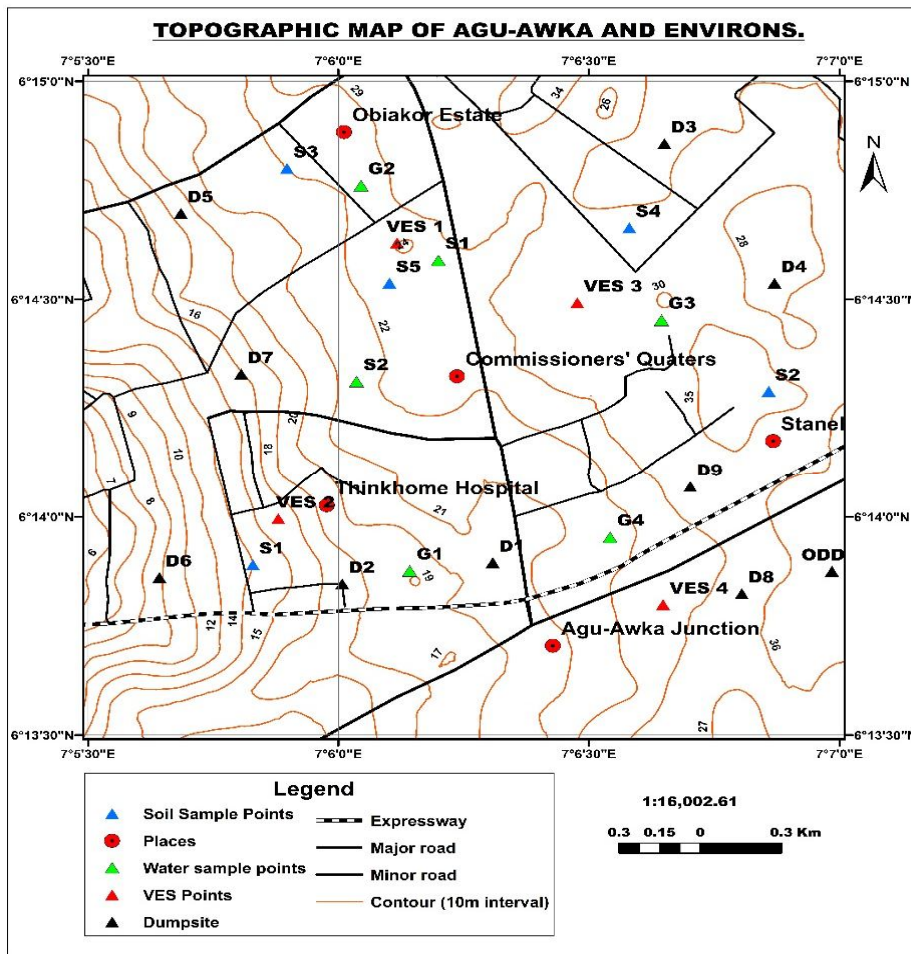 TOPOGRAPHIC MAP OF AGU-AWKA AND ENVIRONS.
7°5'30"E 7°6'0"E 7°6'30"E 7°7'0"E
6°15'0"N 6°15'0"N
29
34
26
Obiakor Estate
D3
N
S3
G2
D5
S4
VES 1
S1
28
S5
D4
30
VES 3
6°14'30"N 6°14'30"N
G3
16
22
D7
S2
Commissioners' Quaters
S2
35
9
20
Stanel
18
10
7
D9
Thinkhome Hospital
8
VES 2
21
6°14'0"N 6°14'0"N
G4
6
S1
D1
ODD
D6
D2
G1
19
VES 4
D8
12
14
15
Agu-Awka Junction
17
36
27
6°13'30"N 6°13'30"N
7°5'30"E 7°6'0"E 7°6'30"E 7°7'0"E
Legend
Soil Sample Points
Places
Water sample points
VES Points
Dumpsite
Expressway
Major road
Minor road
Contour (10m interval)
1:16,002.61
0.3 0.15 0 0.3 Km